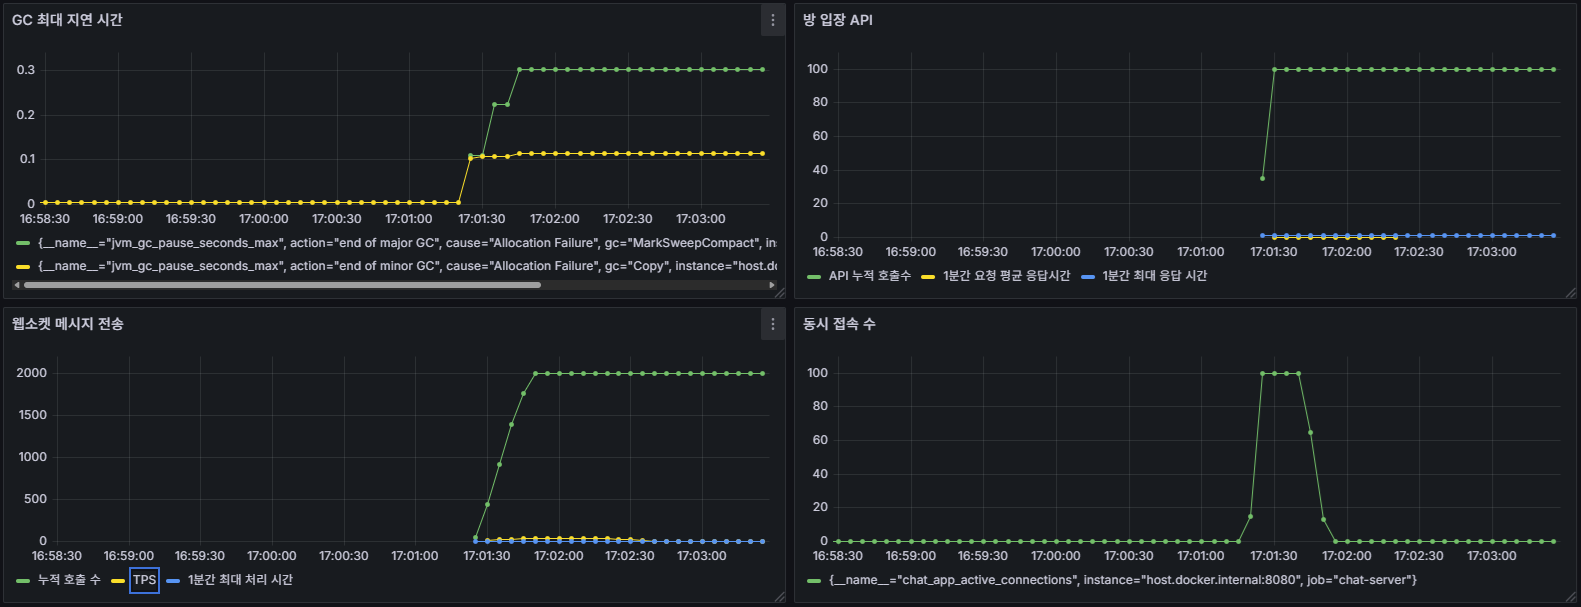 GC 최대 지연 시간
0.3
0.2
0.1
0
16:58:30 16:59:00 16:59:30 17:00:00 17:00:30 17:01:00 17:01:30 17:02:00 17:02:30 17:03:00
{__name__="jvm_gc_pause_seconds_max", action="end of major GC", cause="Allocation Failure", gc="MarkSweepCompact", in
{__name__="jvm_gc_pause_seconds_max", action="end of minor GC", cause="Allocation Failure", gc="Copy", instance="host.do
방 입장 API
100
80
60
40
20
0
16:58:30 16:59:00 16:59:30 17:00:00 17:00:30 17:01:00 17:01:30 17:02:00 17:02:30 17:03:00
API 누적 호출수 1분간 요청 평균 응답시간 1분간 최대 응답 시간
웹소켓 메시지 전송
2000
1500
1000
500
0
16:58:30 16:59:00 16:59:30 17:00:00 17:00:30 17:01:00 17:01:30 17:02:00 17:02:30 17:03:00
누적 호출 수 TPS 1분간 최대 처리 시간
동시 접속 수
100
80
60
40
20
0
16:58:30 16:59:00 16:59:30 17:00:00 17:00:30 17:01:00 17:01:30 17:02:00 17:02:30 17:03:00
{__name__="chat_app_active_connections", instance="host.docker.internal:8080", job="chat-server"}